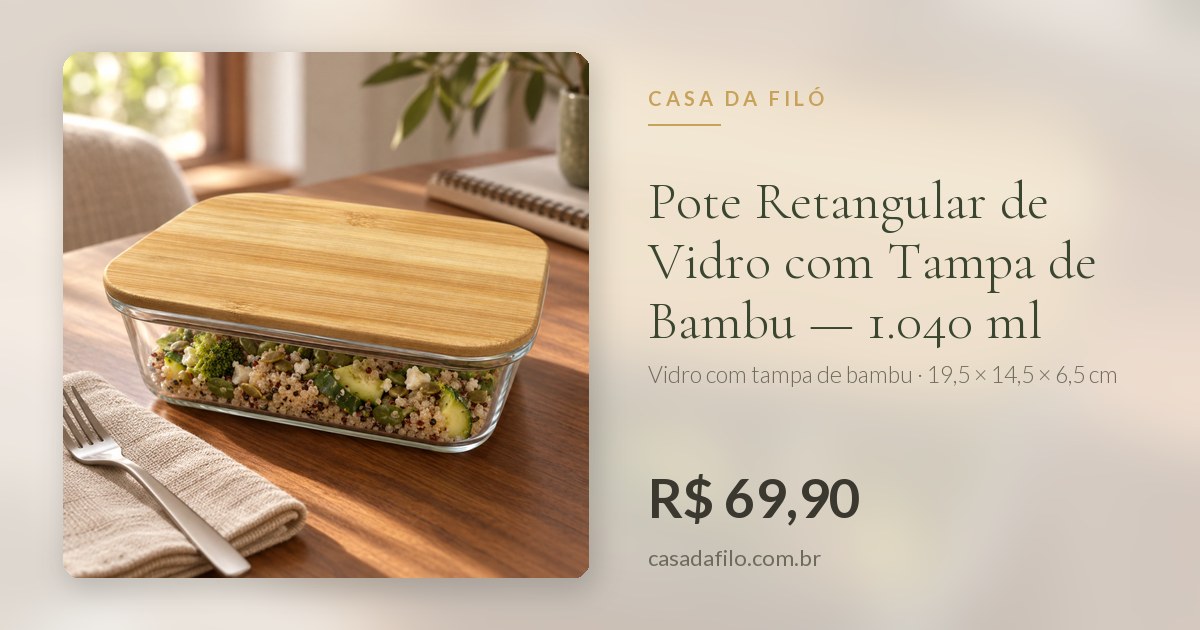 CASA DA FILÓ
Pote Retangular de
Vidro com Tampa de
Bambu — 1.040 ml
Vidro com tampa de bambu · 19,5 × 14,5 × 6,5 cm
R$ 69,90
casadafilo.com.br